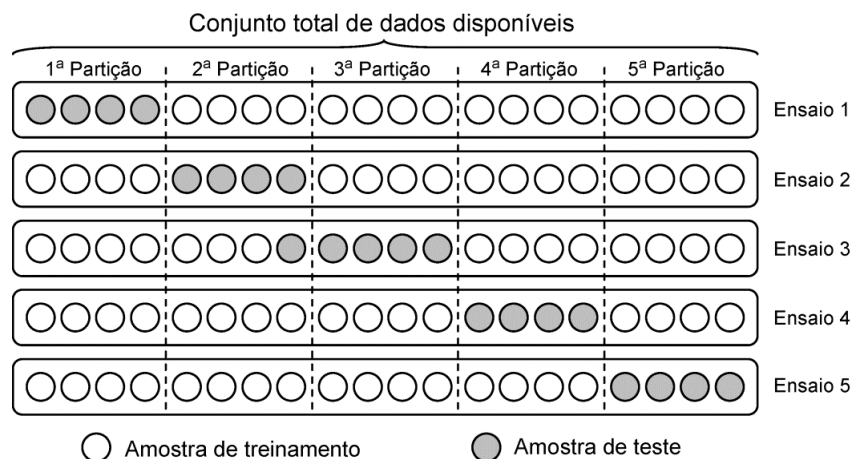 Conjunto total de dados disponíveis
1ª Partição 2ª Partição 3ª Partição 4ª Partição 5ª Partição
Ensaio 1
Ensaio 2
Ensaio 3
Ensaio 4
Ensaio 5
Amostra de treinamento Amostra de teste